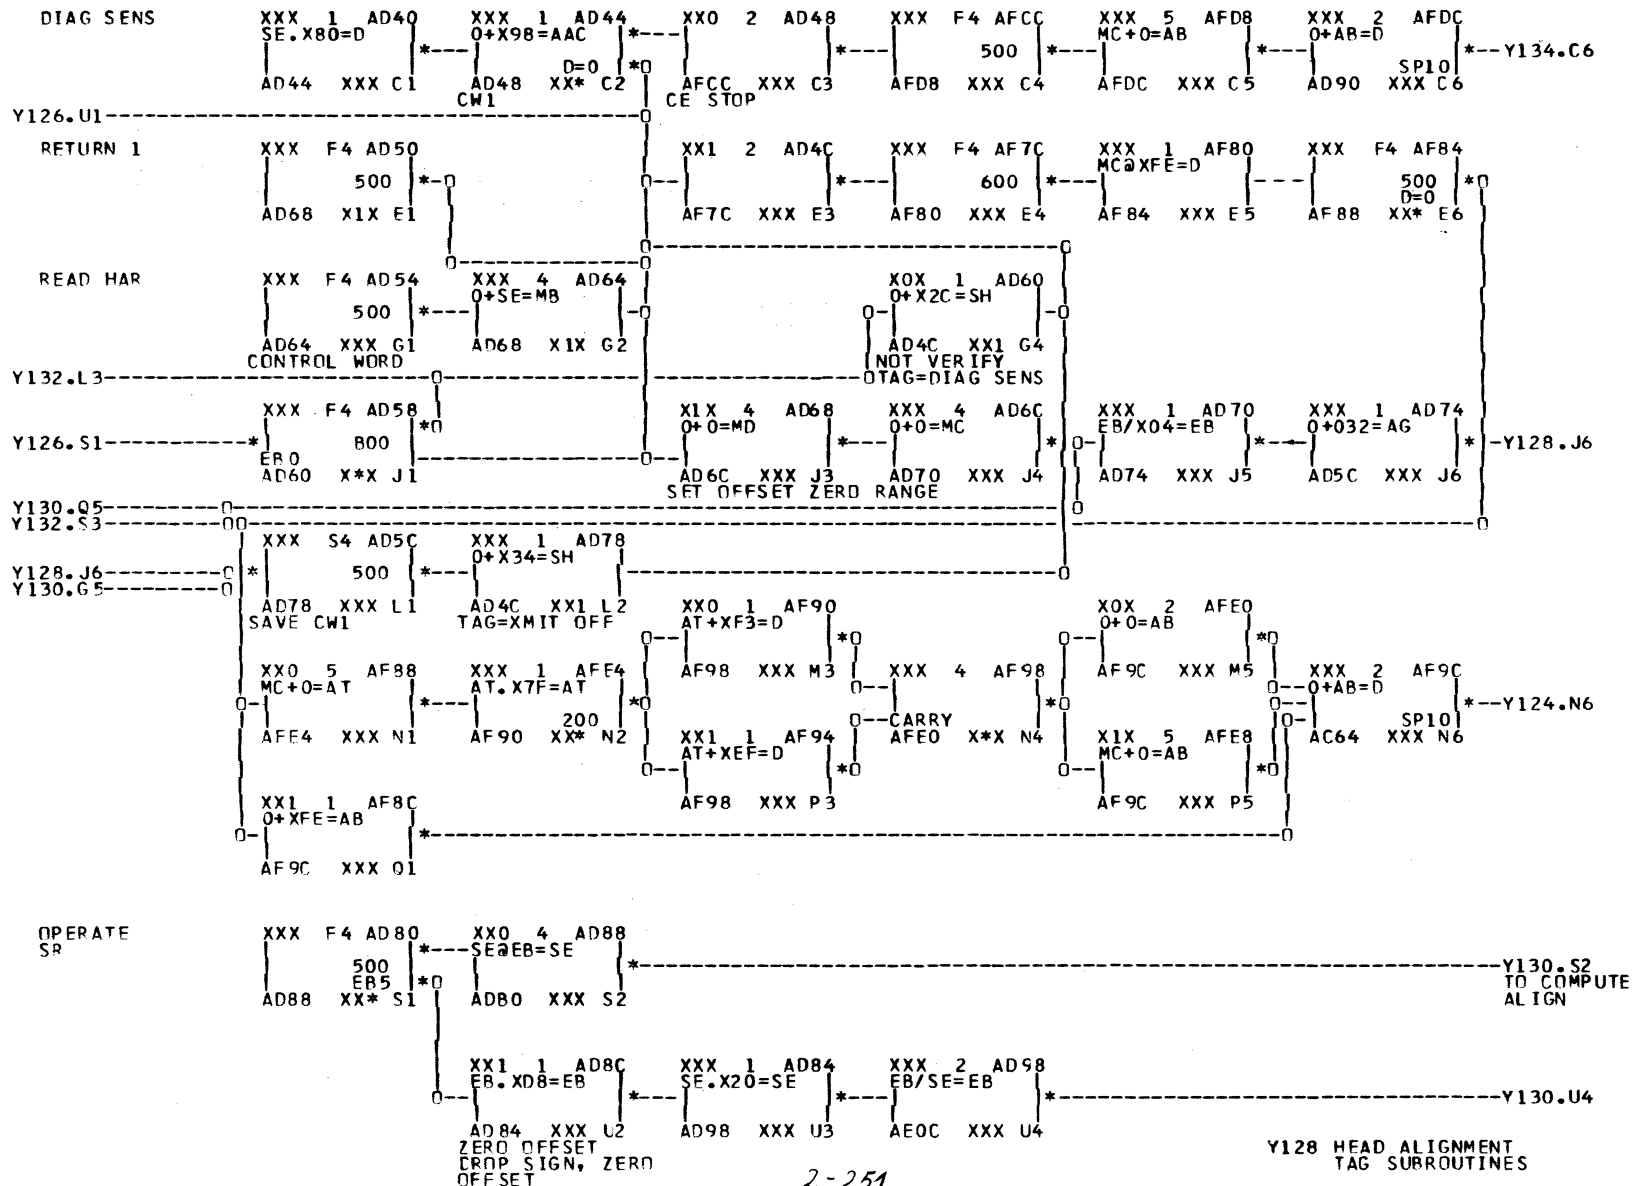 DIAG SENS XXX 1 AD40 XXX 1 AD44 XX0 2 AD48 XXX F4 AFCC XXX 5 AFD8 XXX 2 AFDC
SE.X80=D *-- 0+X98=AAC *--- *--- 500 *-- MC+0=AB *--- 0+AB=D *--Y134.C6
D=0 *0 SP10
AD44 XXX C1 AD48 XX* C2 AFCC XXX C3 AFD8 XXX C4 AFDC XXX C5 AD90 XXX C6
CW1 CE STOP
Y126.U1
RETURN 1 XXX F4 AD50 XX1 2 AD4C XXX F4 AF7C XXX 1 AF80 XXX F4 AF84
500 *-0 600 *-- MC@XFE=D 500 *0
D=0
AD68 X1X E1 AF7C XXX E3 AF80 XXX E4 AF84 XXX E5 AF88 XX* E6
READ HAR XXX F4 AD54 XXX 4 AD64 X0X 1 AD60
500 *--- 0+SE=MB 0+X2C=SH
AD64 XXX G1 AD68 X1X G2 AD4C XX1 G4
CONTROL WORD NOT VERIFY
Y132.L3 TAG=DIAG SENS
XXX F4 AD58 X1X 4 AD68 XXX 4 AD6C XXX 1 AD70 XXX 1 AD74
Y126.S1 * B00 *0 0+0=MD *--- 0+0=MC * EB/X04=EB *--- 0+032=AG *-Y128.J6
EB0
AD60 X*X J1 AD6C XXX J3 AD70 XXX J4 AD74 XXX J5 AD5C XXX J6
SET OFFSET ZERO RANGE
Y130.Q5
Y132.S3
XXX S4 AD5C XXX 1 AD78
Y128.J6 * 500 *--- 0+X34=SH
Y130.G5
AD78 XXX L1 AD4C XX1 L2 XX0 1 AF90 X0X 2 AFE0
SAVE CW1 TAG=XMIT OFF AT+XF3=D *0 0+0=AB *0
XX0 5 AF88 XXX 1 AFE4 AF98 XXX M3 XXX 4 AF98 AF9C XXX M5 XXX 2 AF9C
MC+0=AT *--- AT.X7F=AT *0 0+AB=D *--Y124.N6
200 CARRY SP10
AFE4 XXX N1 AF90 XX* N2 XX1 1 AF94 AFE0 X*X N4 X1X 5 AFE8 AC64 XXX N6
AT+XEF=D *0 MC+0=AB *0
XX1 1 AF8C AF98 XXX P3 AF9C XXX P5
0+XFE=AB *
AF9C XXX Q1
OPERATE XXX F4 AD80 XX0 4 AD88
SR *--- SE@EB=SE *
500 Y130.S2
EB5 *0 TO COMPUTE
AD88 XX* S1 ADB0 XXX S2 ALIGN
XX1 1 AD8C XXX 1 AD84 XXX 2 AD98
EB.XD8=EB *--- SE.X20=SE *--- EB/SE=EB *Y130.U4
AD84 XXX U2 AD98 XXX U3 AE0C XXX U4
ZERO OFFSET
DROP SIGN, ZERO
OFFSET
Y128 HEAD ALIGNMENT
TAG SUBROUTINES
2-251